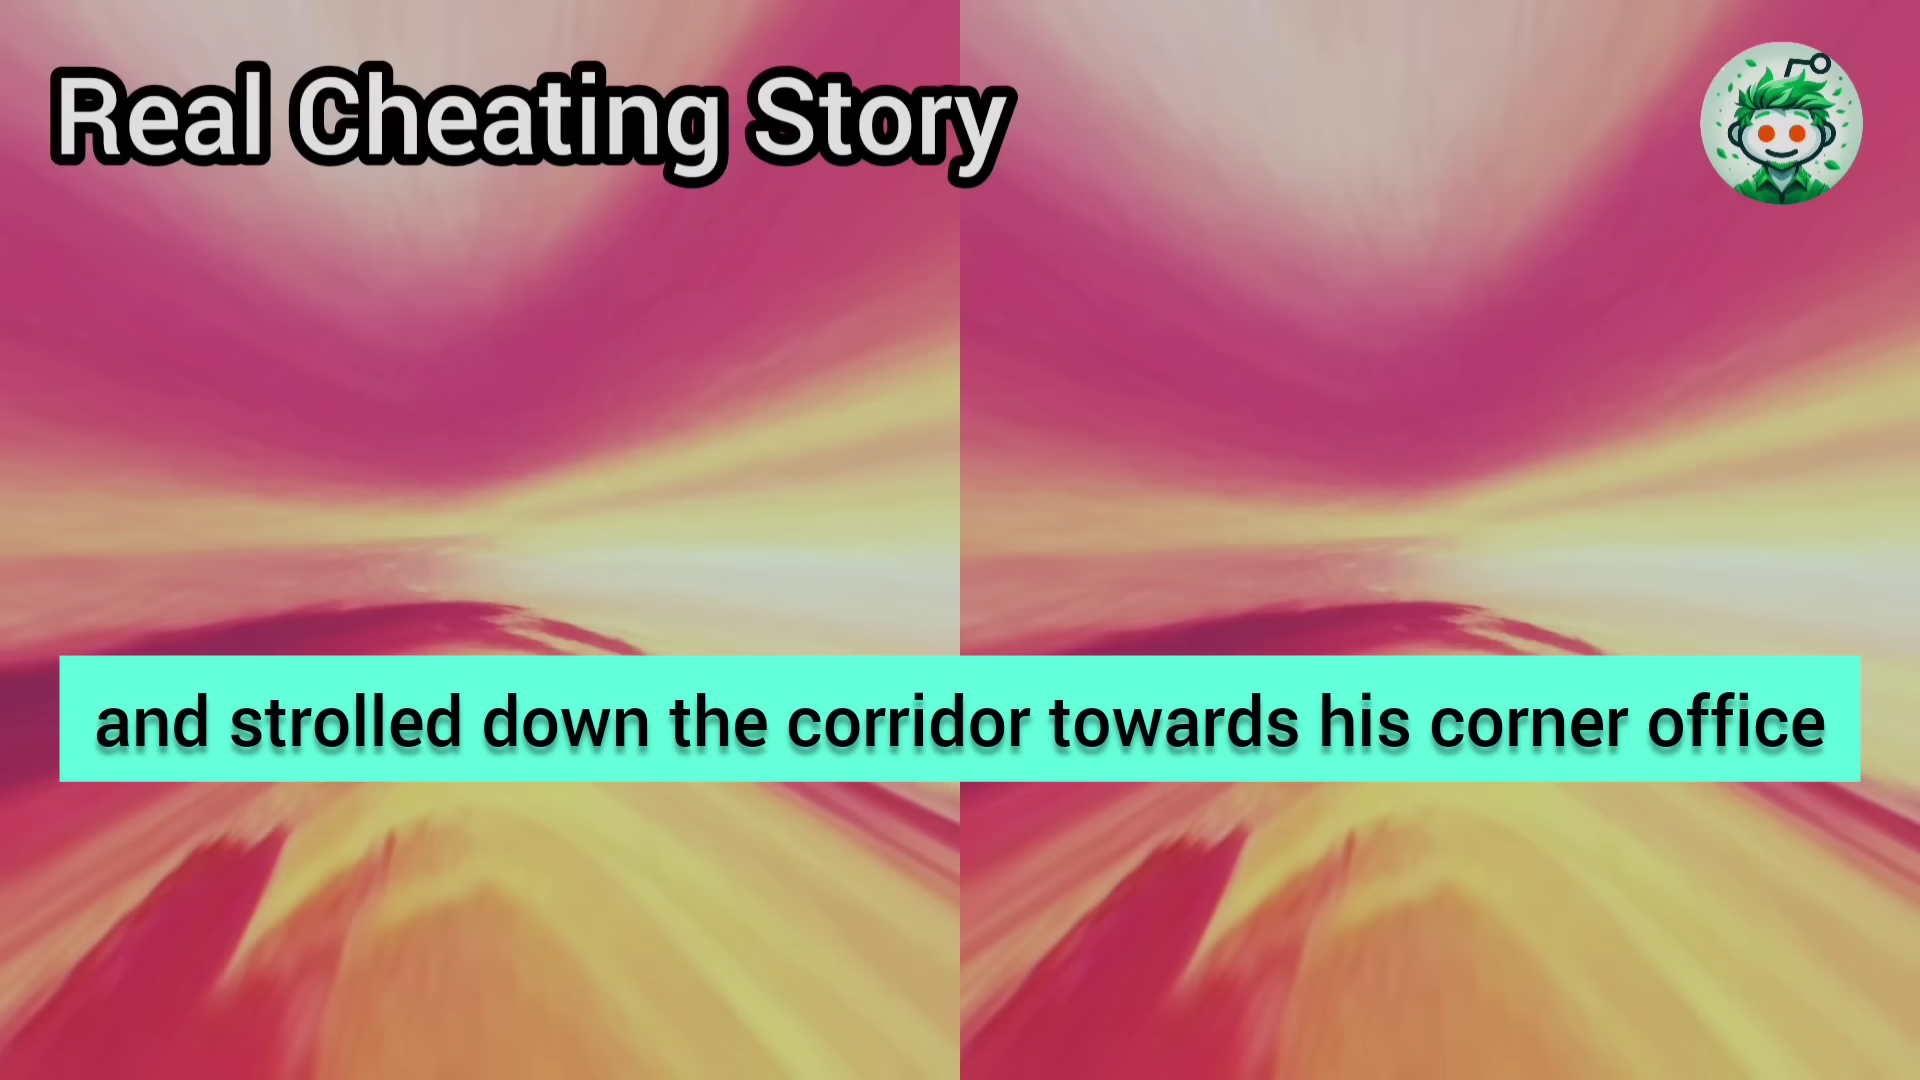 Real Cheating Story
and strolled down the corridor towards his corner office